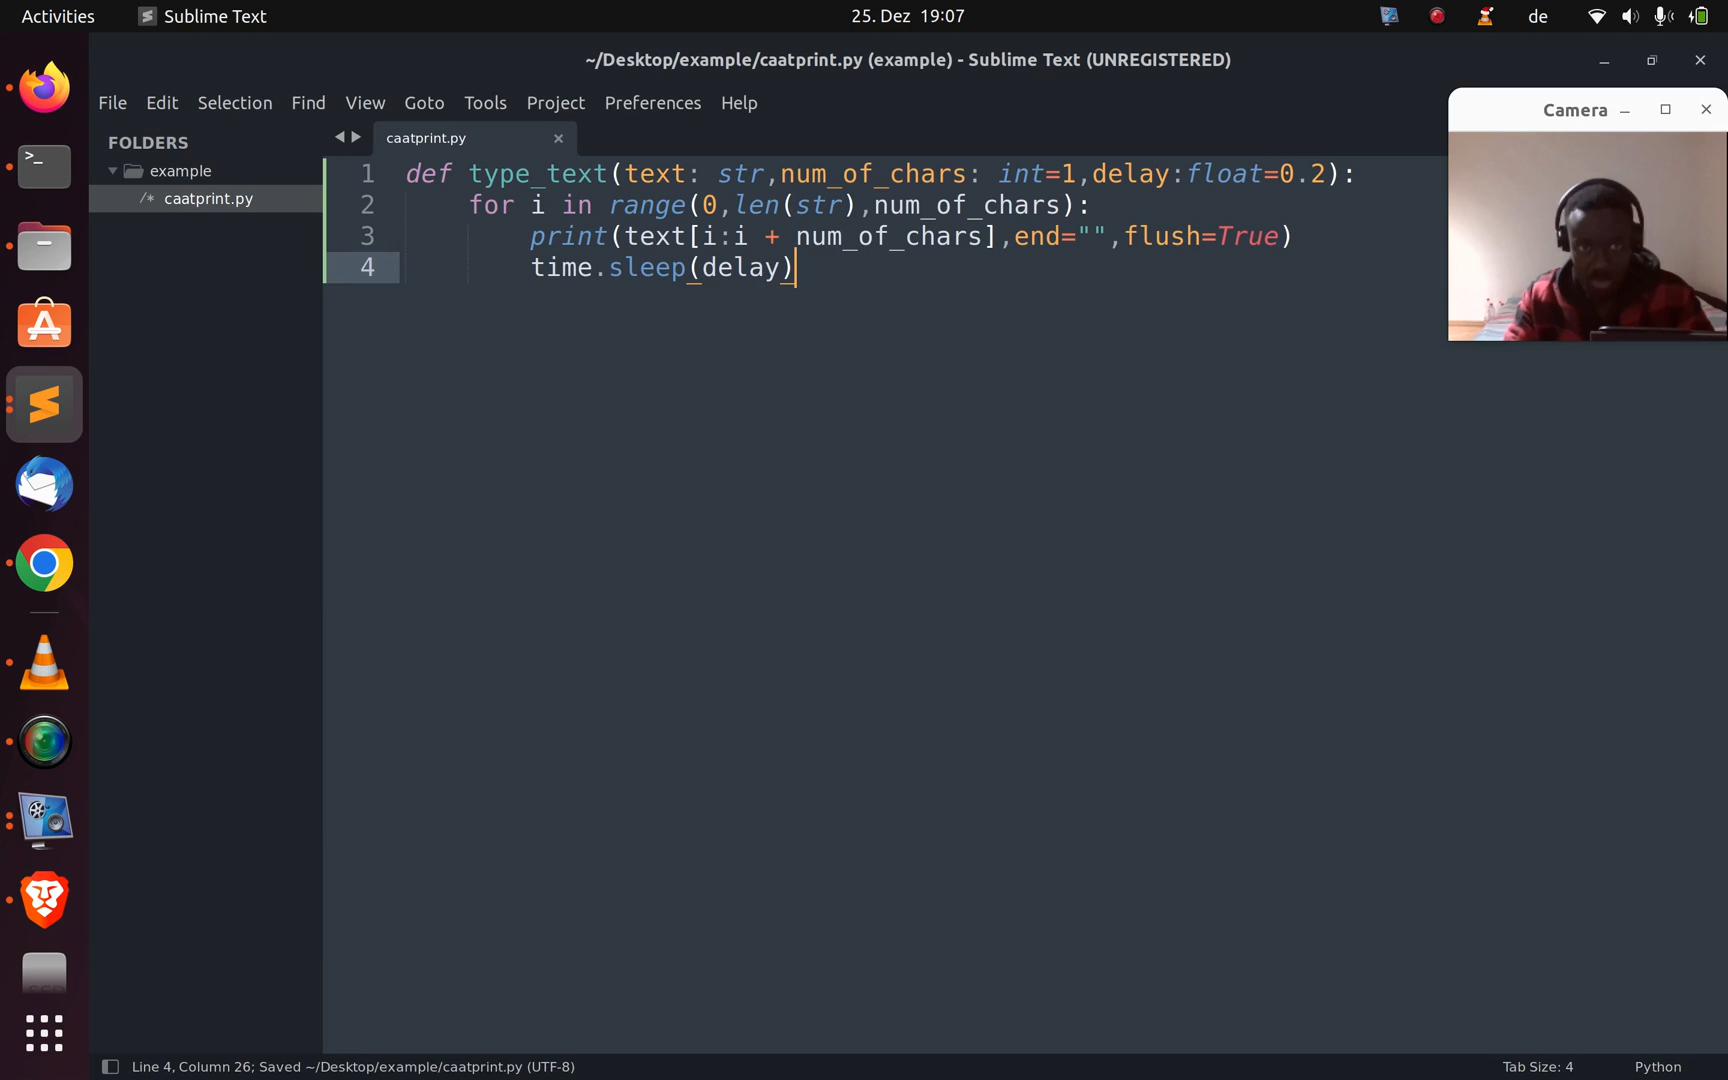 Activities Sublime Text 25. Dez 19:07 de
~/Desktop/example/caatprint.py (example) - Sublime Text (UNREGISTERED)
File Edit Selection Find View Goto Tools Project Preferences Help
Camera
FOLDERS
example
/* caatprint.py
caatprint.py
1 def type_text(text: str,num_of_chars: int=1,delay:float=0.2):
2 for i in range(0,len(str),num_of_chars):
3 print(text[i:i + num_of_chars],end="",flush=True)
4 time.sleep(delay)
Line 4, Column 26; Saved ~/Desktop/example/caatprint.py (UTF-8) Tab Size: 4 Python